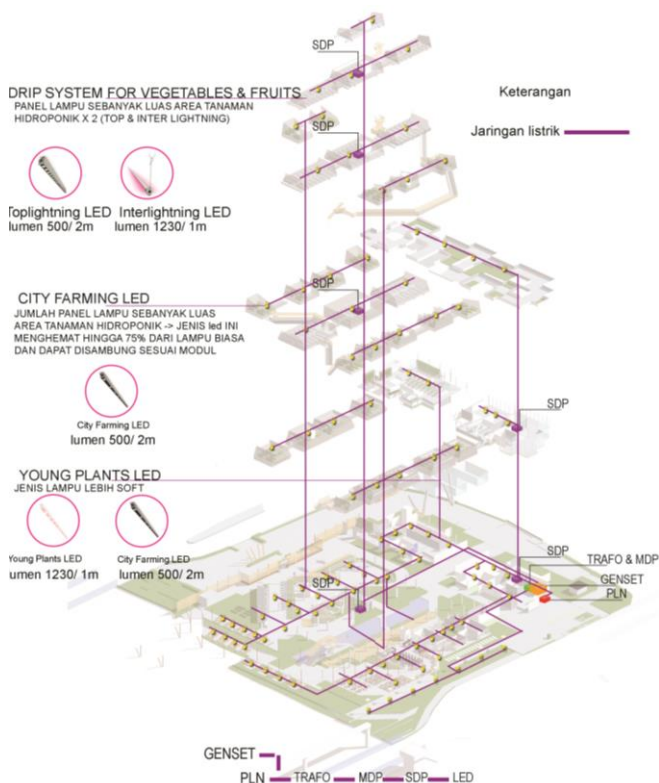 SDP
DRIP SYSTEM FOR VEGETABLES & FRUITS
PANEL LAMPU SEBANYAK LUAS AREA TANAMAN
HIDROPONIK X 2 (TOP & INTER LIGHTNING)
Keterangan
SDP
Jaringan listrik
Toplightning LED
lumen 500/ 2m
Interlightning LED
lumen 1230/ 1m
CITY FARMING LED
SDP
JUMLAH PANEL LAMPU SEBANYAK LUAS
AREA TANAMAN HIDROPONIK -> JENIS led INI
MENGHEMAT HINGGA 75% DARI LAMPU BIASA
DAN DAPAT DISAMBUNG SESUAI MODUL
City Farming LED
lumen 500/ 2m
SDP
YOUNG PLANTS LED
JENIS LAMPU LEBIH SOFT
Young Plants LED
lumen 1230/ 1m
City Farming LED
lumen 500/ 2m
SDP
TRAFO & MDP
GENSET
PLN
SDP
GENSET
PLN TRAFO MDP SDP LED